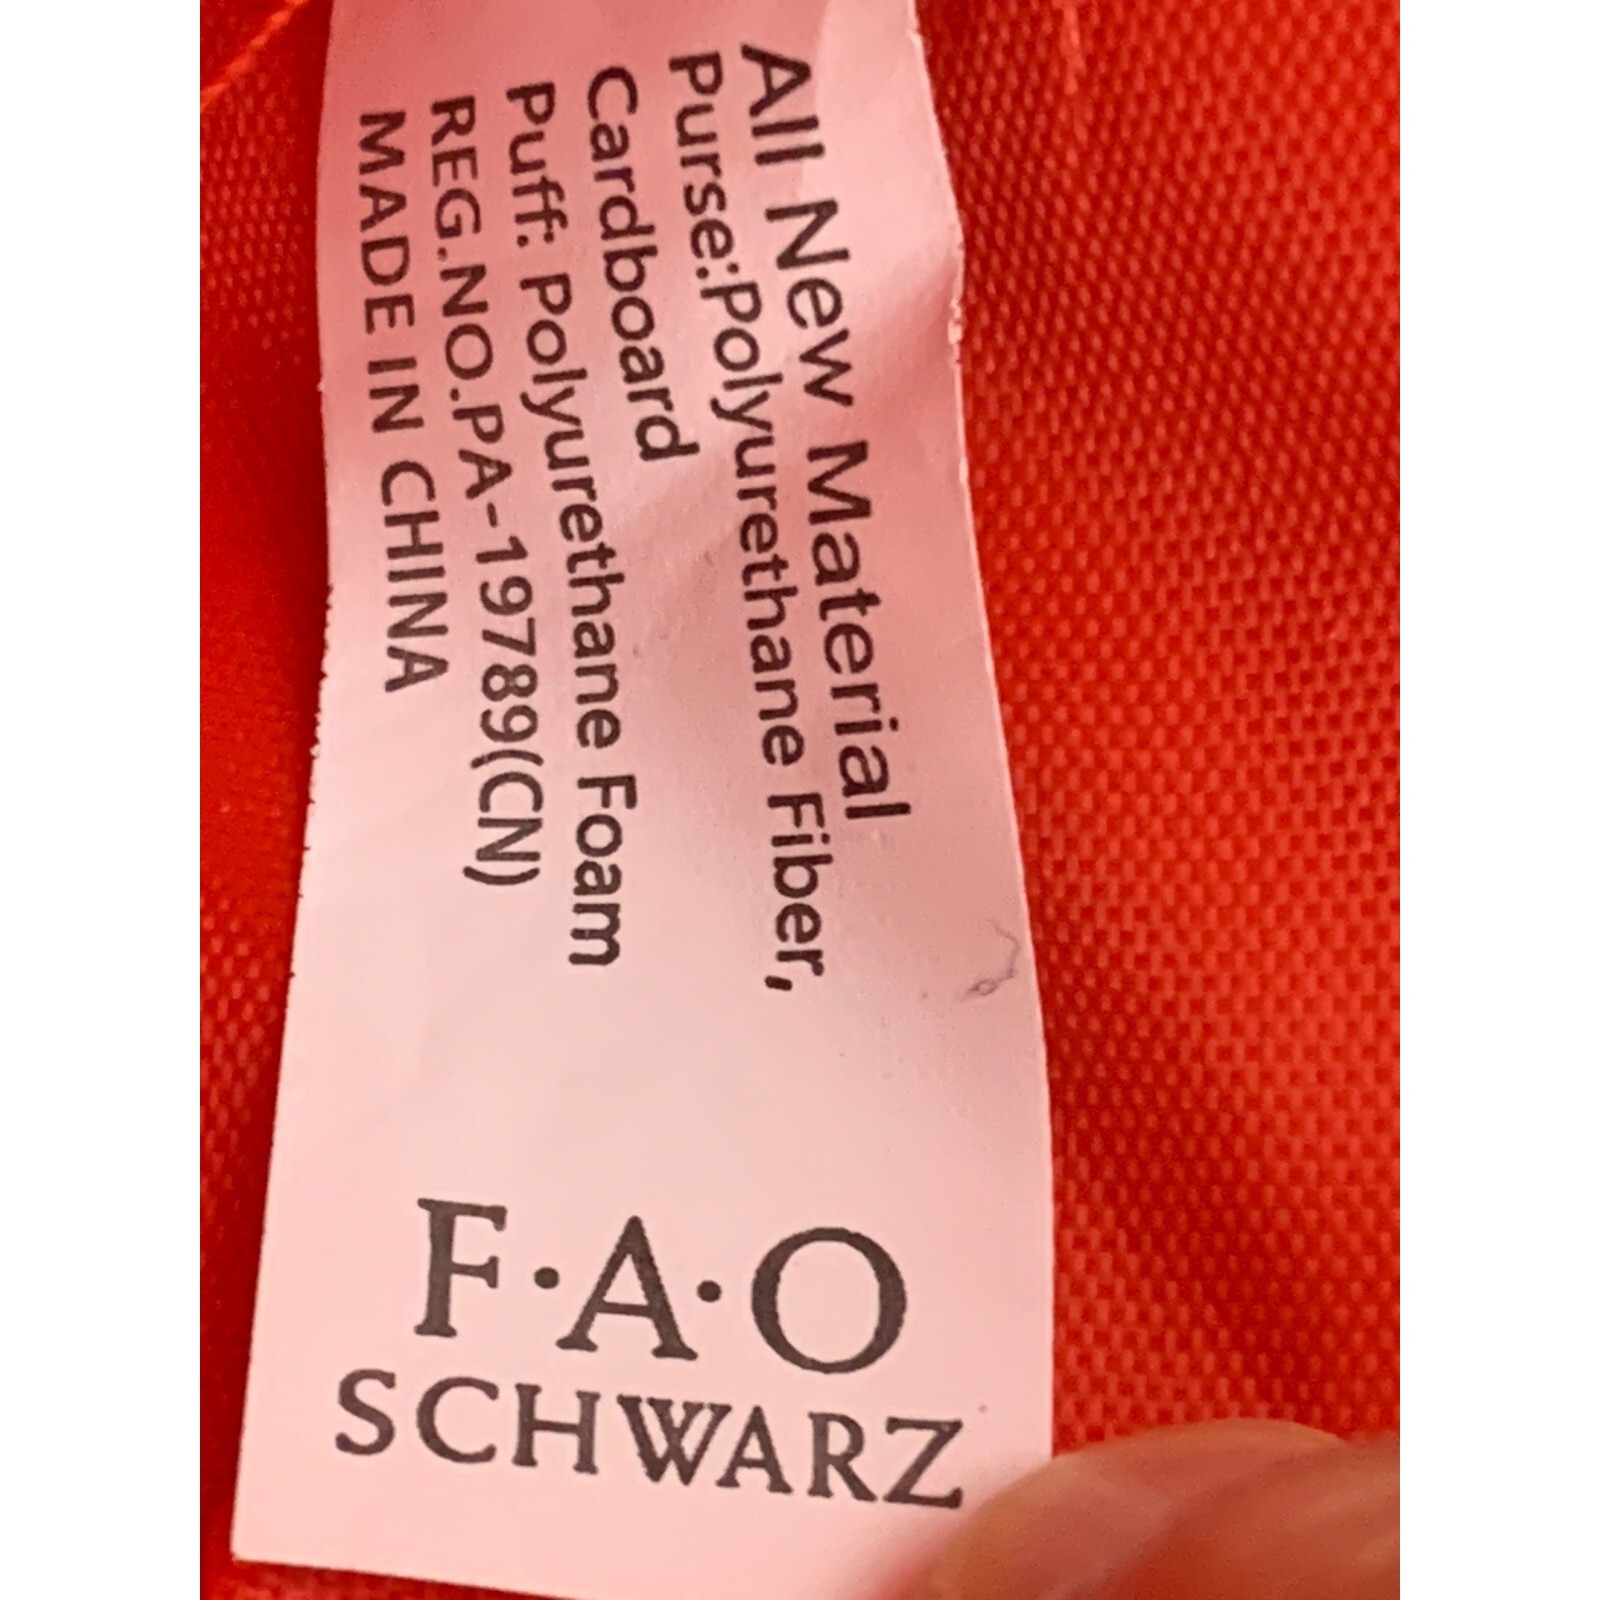 All New Material
Purse:Polyurethane Fiber,
Cardboard
Puff: Polyurethane Foam
REG.NO.PA-19789(CN)
MADE IN CHINA
F·A·O
SCHWARZ